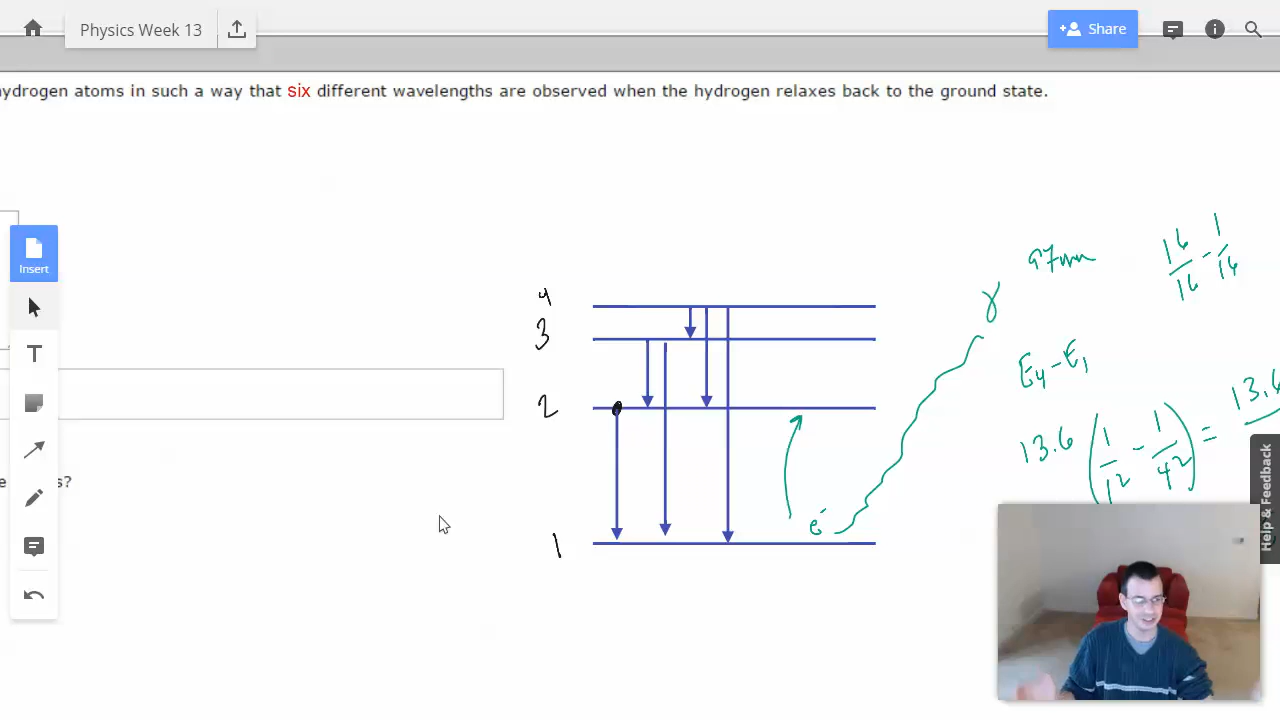 Physics Week 13
Share
hydrogen atoms in such a way that six different wavelengths are observed when the hydrogen relaxes back to the ground state.
Insert
T
4
3
2
1
97nm
γ
16/16 - 1/16
E4-E1
13.6 (1/1² - 1/4²) = 13.6
e⁻
s?
Help & Feedback